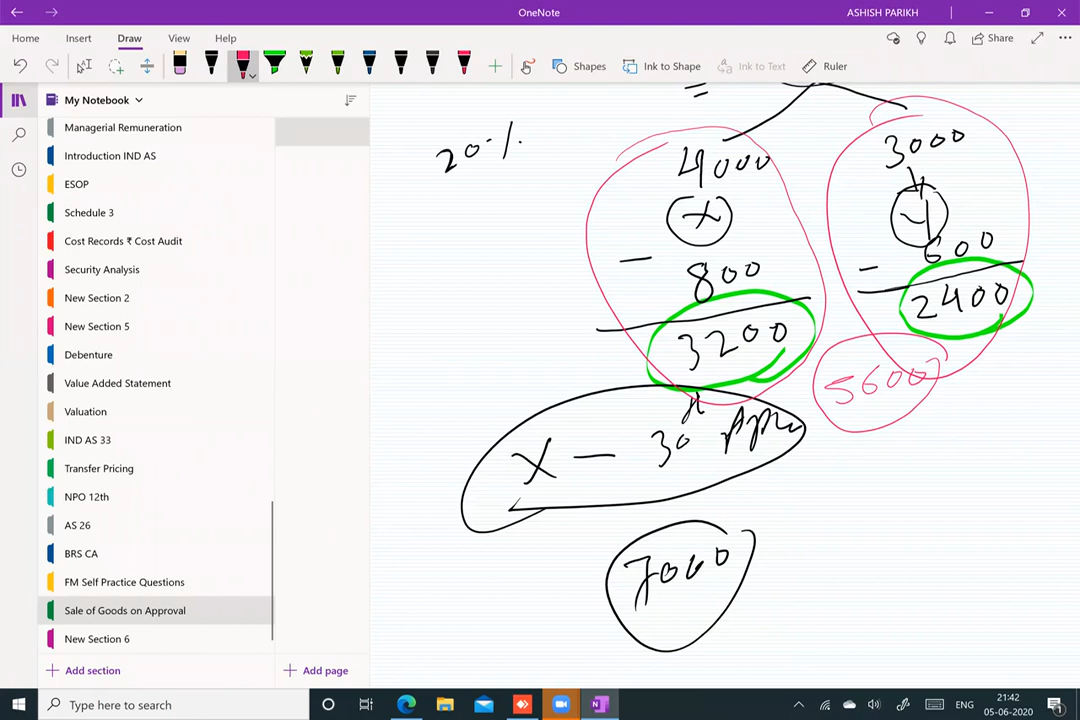 OneNote
ASHISH PARIKH
Home Insert Draw View Help
Share
Shapes
Ink to Shape
Ink to Text
Ruler
My Notebook
Managerial Remuneration
Introduction IND AS
ESOP
Schedule 3
Cost Records ₹ Cost Audit
Security Analysis
New Section 2
New Section 5
Debenture
Value Added Statement
Valuation
IND AS 33
Transfer Pricing
NPO 12th
AS 26
BRS CA
FM Self Practice Questions
Sale of Goods on Approval
New Section 6
+ Add section
+ Add page
=
20%
4000
3000
X
Y
- 800
- 600
3200
2400
5600
X - 30
7000
Type here to search
ENG
21:42
05-06-2020
1